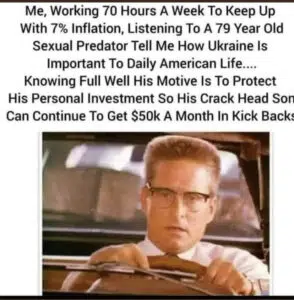 Me, Working 70 Hours A Week To Keep Up
With 7% Inflation, Listening To A 79 Year Old
Sexual Predator Tell Me How Ukraine Is
Important To Daily American Life....
Knowing Full Well His Motive Is To Protect
His Personal Investment So His Crack Head Son
Can Continue To Get $50k A Month In Kick Backs